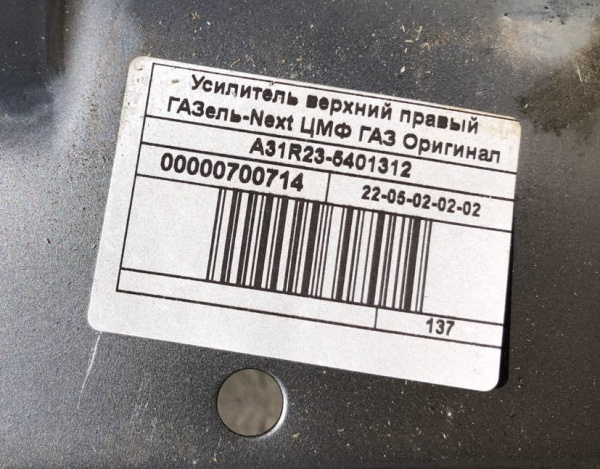 Усилитель верхний правый
ГАЗель-Next ЦМФ ГАЗ Оригинал
A31R23-5401312
00000700714
22-05-02-02-02
137